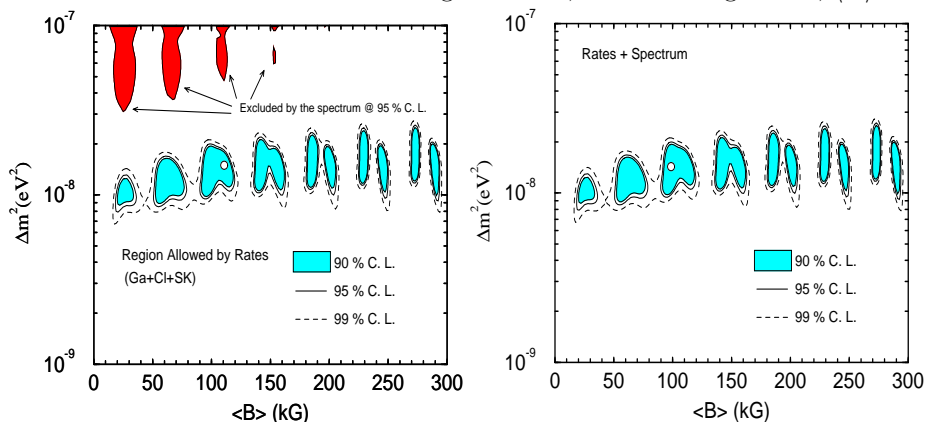 10⁻⁷
Excluded by the spectrum @ 95 % C. L.
10⁻⁸
Δm²(eV²)
Region Allowed by Rates
(Ga+Cl+SK)
90 % C. L.
95 % C. L.
99 % C. L.
10⁻⁹
0 50 100 150 200 250 300
<B> (kG)
10⁻⁷
Rates + Spectrum
10⁻⁸
Δm²(eV²)
90 % C. L.
95 % C. L.
99 % C. L.
10⁻⁹
0 50 100 150 200 250 300
<B> (kG)